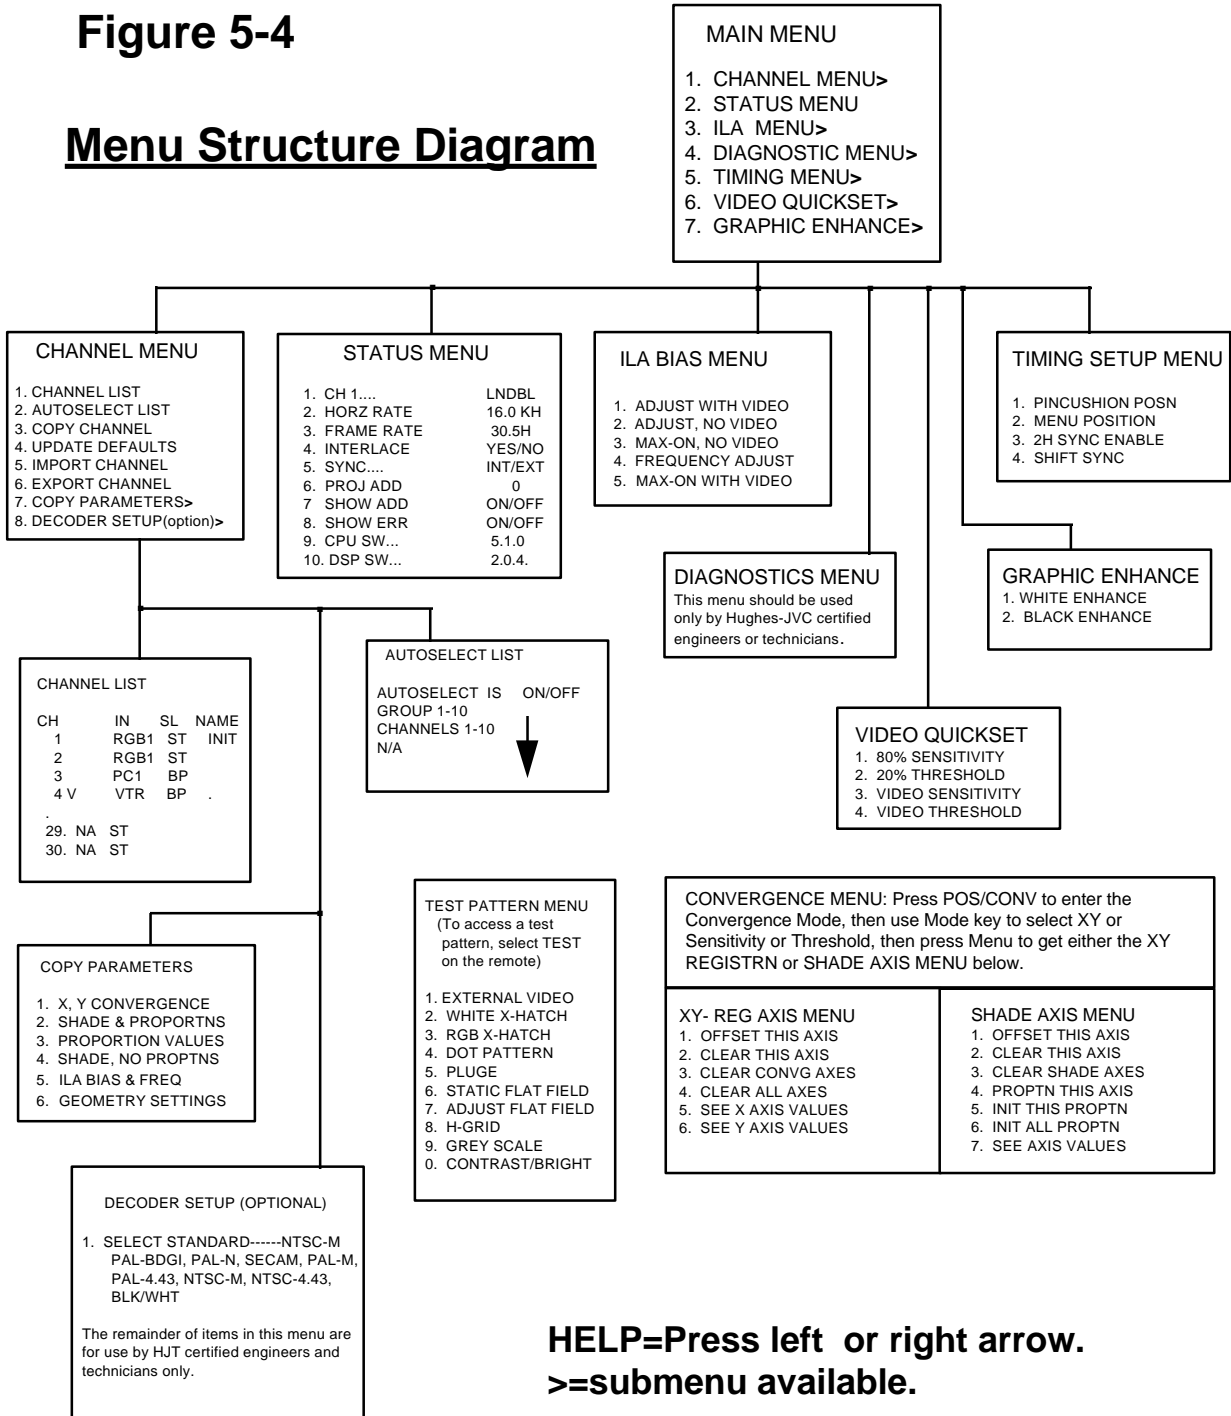 Figure 5-4
Menu Structure Diagram
MAIN MENU
1. CHANNEL MENU>
2. STATUS MENU
3. ILA MENU>
4. DIAGNOSTIC MENU>
5. TIMING MENU>
6. VIDEO QUICKSET>
7. GRAPHIC ENHANCE>
CHANNEL MENU
1. CHANNEL LIST
2. AUTOSELECT LIST
3. COPY CHANNEL
4. UPDATE DEFAULTS
5. IMPORT CHANNEL
6. EXPORT CHANNEL
7. COPY PARAMETERS>
8. DECODER SETUP(option)>
STATUS MENU
1. CH 1.... LNDBL
2. HORZ RATE 16.0 KH
3. FRAME RATE 30.5H
4. INTERLACE YES/NO
5. SYNC.... INT/EXT
6. PROJ ADD 0
7 SHOW ADD ON/OFF
8. SHOW ERR ON/OFF
9. CPU SW... 5.1.0
10. DSP SW... 2.0.4.
ILA BIAS MENU
1. ADJUST WITH VIDEO
2. ADJUST, NO VIDEO
3. MAX-ON, NO VIDEO
4. FREQUENCY ADJUST
5. MAX-ON WITH VIDEO
TIMING SETUP MENU
1. PINCUSHION POSN
2. MENU POSITION
3. 2H SYNC ENABLE
4. SHIFT SYNC
DIAGNOSTICS MENU
This menu should be used
only by Hughes-JVC certified
engineers or technicians.
GRAPHIC ENHANCE
1. WHITE ENHANCE
2. BLACK ENHANCE
CHANNEL LIST
CH IN SL NAME
1 RGB1 ST INIT
2 RGB1 ST
3 PC1 BP
4 V VTR BP .
.
29. NA ST
30. NA ST
AUTOSELECT LIST
AUTOSELECT IS ON/OFF
GROUP 1-10
CHANNELS 1-10
N/A
VIDEO QUICKSET
1. 80% SENSITIVITY
2. 20% THRESHOLD
3. VIDEO SENSITIVITY
4. VIDEO THRESHOLD
COPY PARAMETERS
1. X, Y CONVERGENCE
2. SHADE & PROPORTNS
3. PROPORTION VALUES
4. SHADE, NO PROPTNS
5. ILA BIAS & FREQ
6. GEOMETRY SETTINGS
TEST PATTERN MENU
(To access a test
pattern, select TEST
on the remote)
1. EXTERNAL VIDEO
2. WHITE X-HATCH
3. RGB X-HATCH
4. DOT PATTERN
5. PLUGE
6. STATIC FLAT FIELD
7. ADJUST FLAT FIELD
8. H-GRID
9. GREY SCALE
0. CONTRAST/BRIGHT
CONVERGENCE MENU: Press POS/CONV to enter the
Convergence Mode, then use Mode key to select XY or
Sensitivity or Threshold, then press Menu to get either the XY
REGISTRN or SHADE AXIS MENU below.
XY- REG AXIS MENU
1. OFFSET THIS AXIS
2. CLEAR THIS AXIS
3. CLEAR CONVG AXES
4. CLEAR ALL AXES
5. SEE X AXIS VALUES
6. SEE Y AXIS VALUES
SHADE AXIS MENU
1. OFFSET THIS AXIS
2. CLEAR THIS AXIS
3. CLEAR SHADE AXES
4. PROPTN THIS AXIS
5. INIT THIS PROPTN
6. INIT ALL PROPTN
7. SEE AXIS VALUES
DECODER SETUP (OPTIONAL)
1. SELECT STANDARD------NTSC-M
PAL-BDGI, PAL-N, SECAM, PAL-M,
PAL-4.43, NTSC-M, NTSC-4.43,
BLK/WHT
The remainder of items in this menu are
for use by HJT certified engineers and
technicians only.
HELP=Press left or right arrow.
>=submenu available.